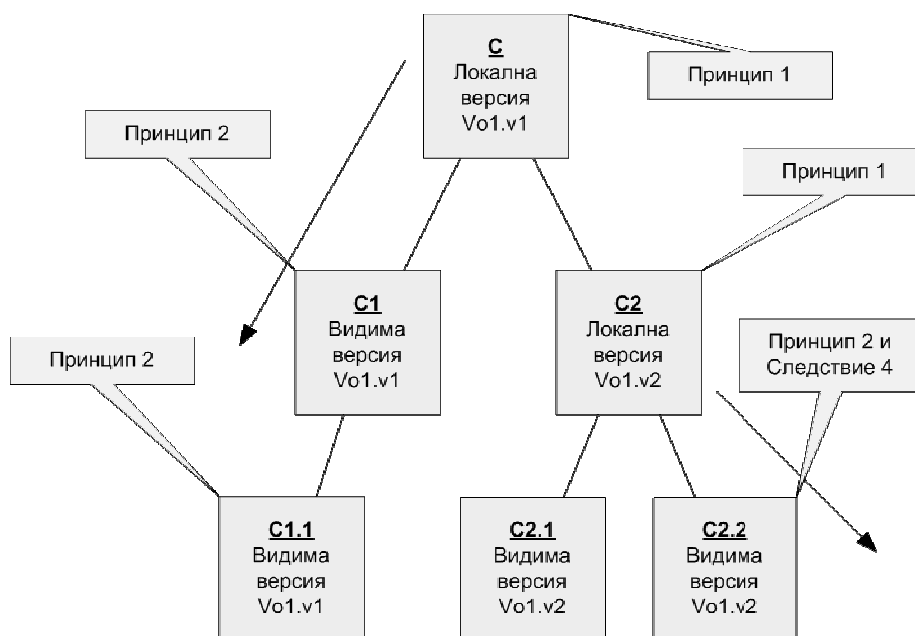 C
Локална
версия
Vo1.v1
Принцип 1
Принцип 2
Принцип 1
C1
Видима
версия
Vo1.v1
C2
Локална
версия
Vo1.v2
Принцип 2
Принцип 2 и
Следствие 4
C1.1
Видима
версия
Vo1.v1
C2.1
Видима
версия
Vo1.v2
C2.2
Видима
версия
Vo1.v2